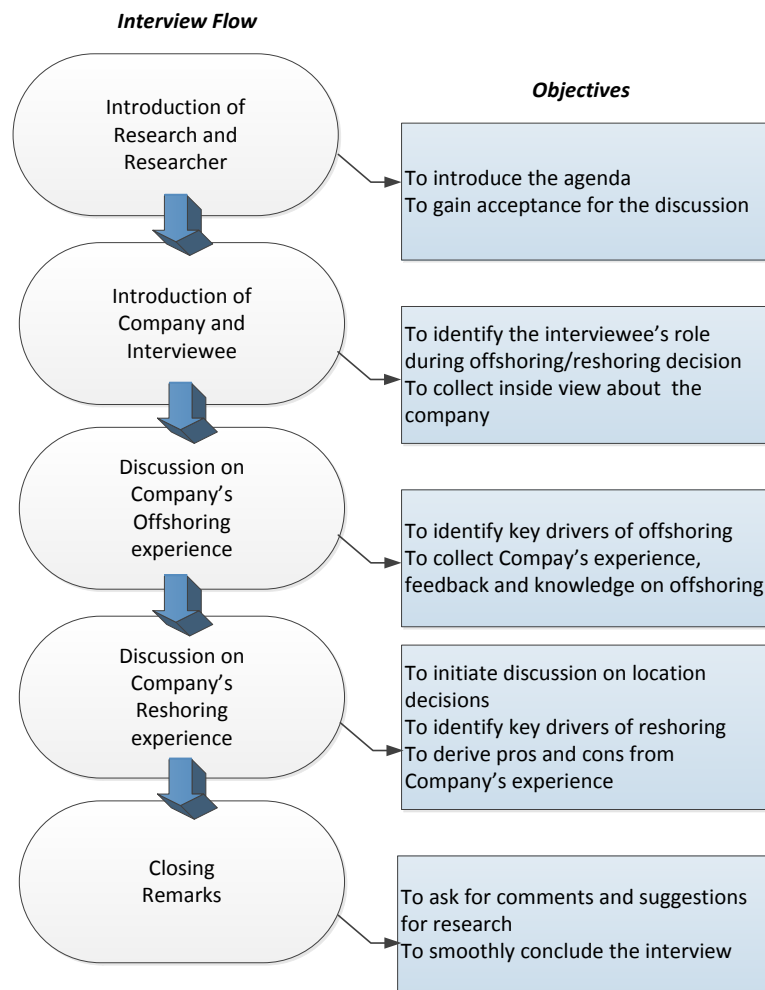 Interview Flow
Introduction of
Research and
Researcher
Objectives
To introduce the agenda
To gain acceptance for the discussion
Introduction of
Company and
Interviewee
To identify the interviewee's role
during offshoring/reshoring decision
To collect inside view about the
company
Discussion on
Company's
Offshoring
experience
To identify key drivers of offshoring
To collect Compay's experience,
feedback and knowledge on offshoring
Discussion on
Company's
Reshoring
experience
To initiate discussion on location
decisions
To identify key drivers of reshoring
To derive pros and cons from
Company's experience
Closing
Remarks
To ask for comments and suggestions
for research
To smoothly conclude the interview